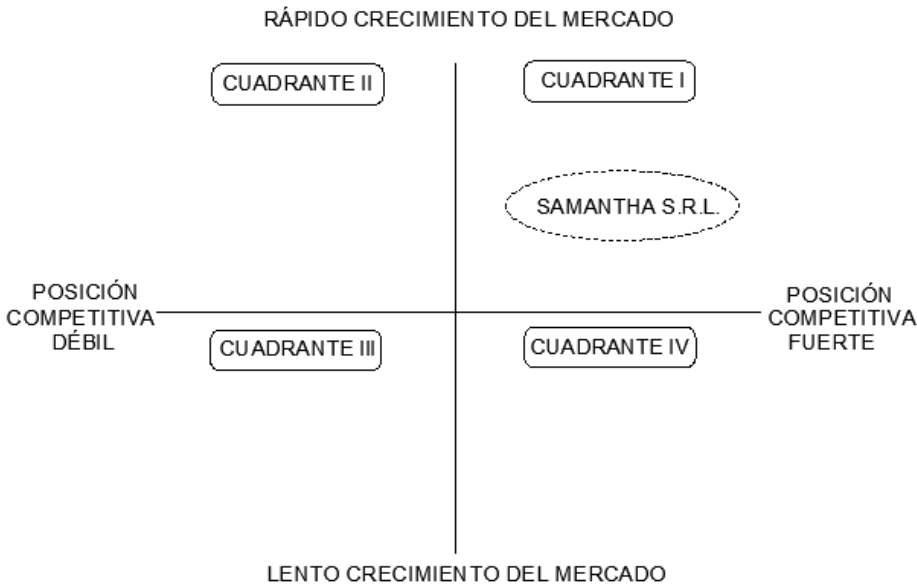 RÁPIDO CRECIMIENTO DEL MERCADO
CUADRANTE II
CUADRANTE I
SAMANTHA S.R.L.
POSICIÓN
COMPETITIVA
DÉBIL
POSICIÓN
COMPETITIVA
FUERTE
CUADRANTE III
CUADRANTE IV
LENTO CRECIMIENTO DEL MERCADO